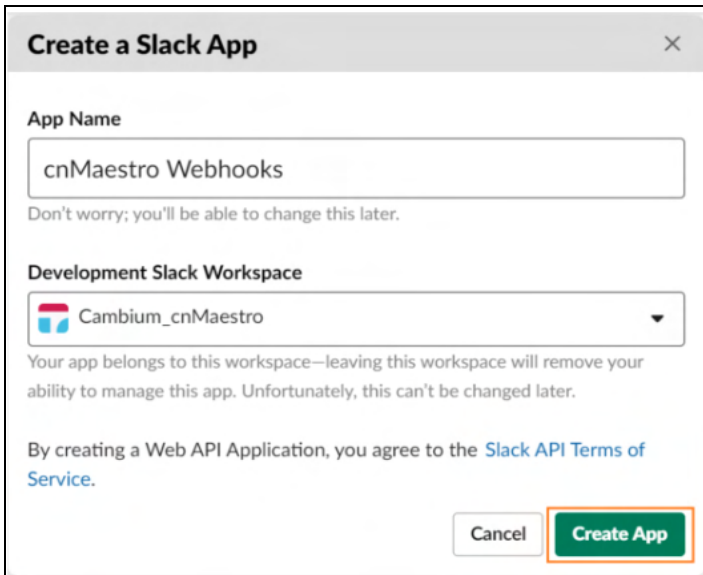 Create a Slack App
App Name
cnMaestro Webhooks
Don't worry; you'll be able to change this later.
Development Slack Workspace
Cambium_cnMaestro
Your app belongs to this workspace—leaving this workspace will remove your
ability to manage this app. Unfortunately, this can't be changed later.
By creating a Web API Application, you agree to the Slack API Terms of
Service.
Cancel
Create App